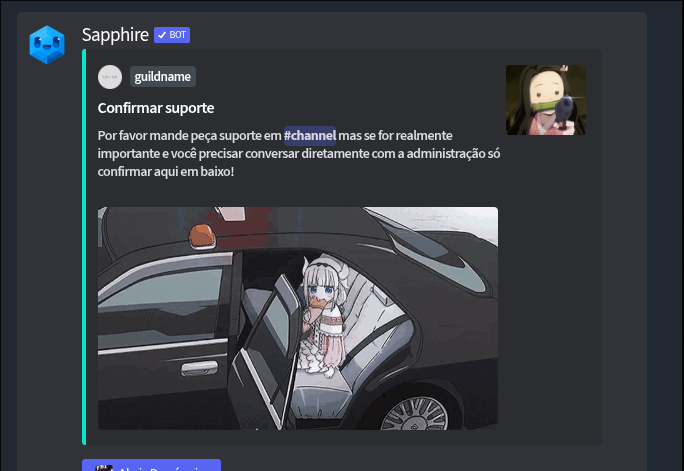 Sapphire BOT
guildname
Confirmar suporte
Por favor mande peça suporte em #channel mas se for realmente
importante e você precisar conversar diretamente com a administração só
confirmar aqui em baixo!